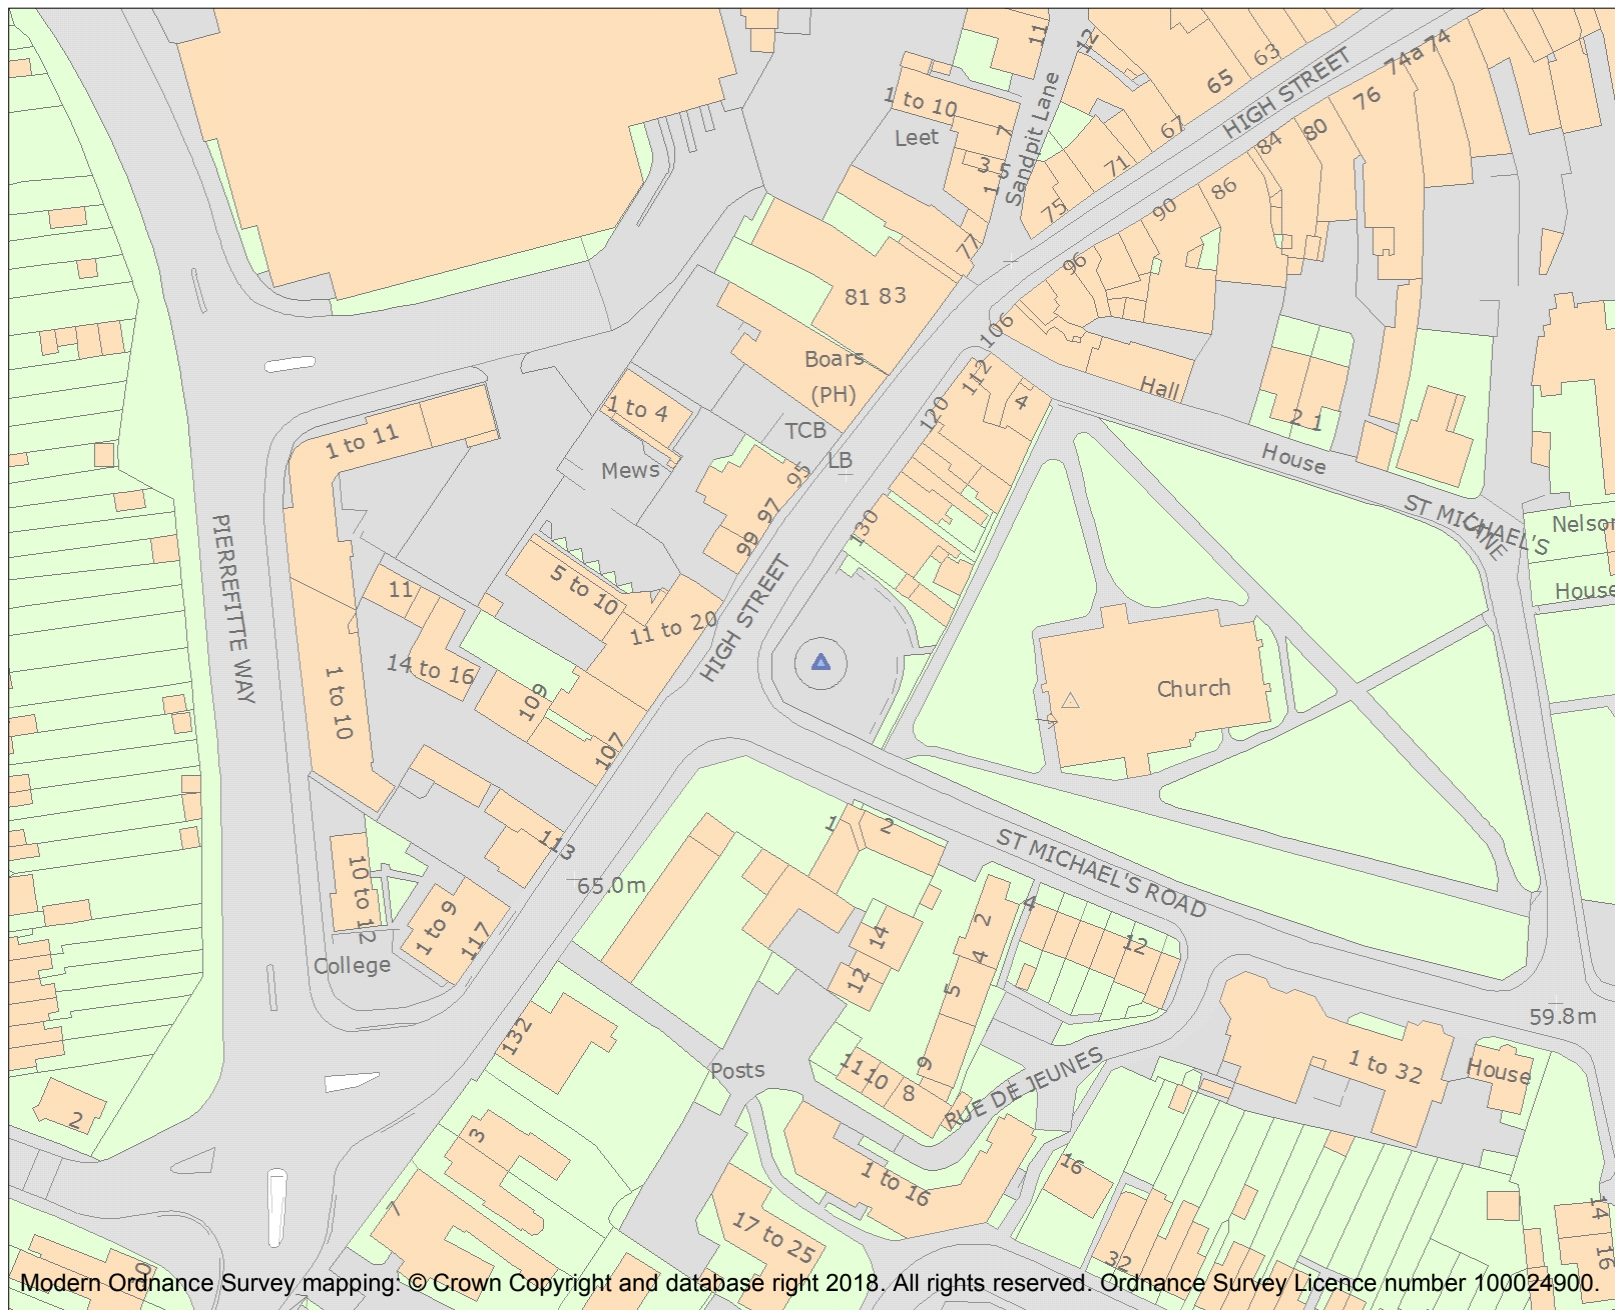 11
12
65
63
74a 74
HIGH STREET
76
1 to 10
Leet
7
3 5
1
Sandpit Lane
67
71
75
84
80
86
90
77
96
81 83
106
Boars
(PH)
112
4
Hall
120
2 1
1 to 4
1 to 11
TCB
LB
Mews
95
97
99
130
House
ST MICHAEL'S
LANE
Nelson
House
PIERREFITTE WAY
11
5 to 10
11 to 20
HIGH STREET
14 to 16
109
107
1 to 10
Church
113
1
2
ST MICHAEL'S ROAD
65.0m
10 to 12
1 to 9
117
College
14
12
2
4
5
9
4
12
132
Posts
11
10
8
RUE DE JEUNES
59.8m
1 to 32
House
2
3
7
1 to 16
16
17 to 25
32
14
16
Modern Ordnance Survey mapping: © Crown Copyright and database right 2018. All rights reserved. Ordnance Survey Licence number 100024900.